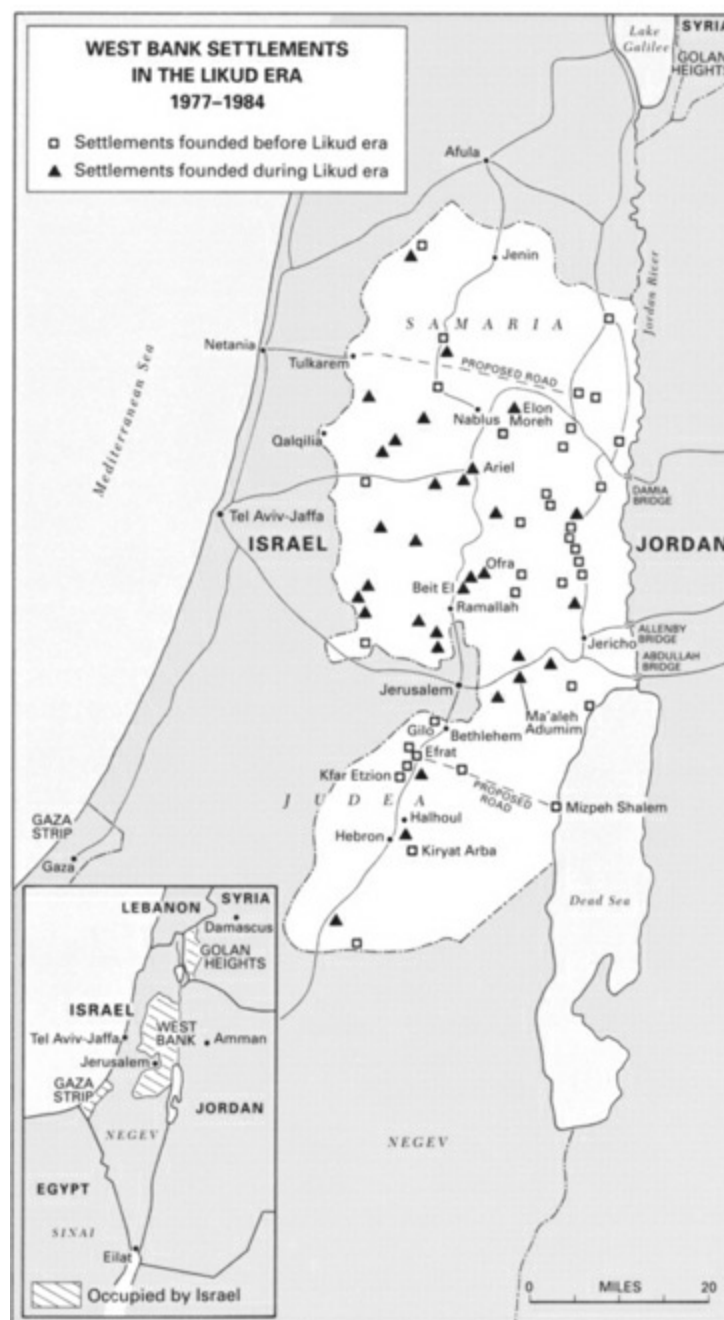 WEST BANK SETTLEMENTS
IN THE LIKUD ERA
1977–1984
Settlements founded before Likud era
Settlements founded during Likud era
Lake
Galilee
SYRIA
GOLAN
HEIGHTS
Afula
Jenin
Jordan River
SAMARIA
Mediterranean Sea
Netania
Tulkarem
PROPOSED ROAD
Nablus
Elon
Moreh
Qalqilia
Ariel
DAMIA
BRIDGE
Tel Aviv-Jaffa
ISRAEL
JORDAN
Ofra
Beit El
Ramallah
ALLENBY
BRIDGE
Jericho
ABDULLAH
BRIDGE
Jerusalem
Ma'aleh
Adumim
Gilo
Bethlehem
Efrat
Kfar Etzion
PROPOSED
ROAD
JUDEA
Mizpeh Shalem
GAZA
STRIP
Gaza
Halhoul
Hebron
Kiryat Arba
Dead Sea
LEBANON
SYRIA
Damascus
GOLAN
HEIGHTS
ISRAEL
Tel Aviv-Jaffa
WEST
BANK
Amman
Jerusalem
GAZA
STRIP
JORDAN
NEGEV
EGYPT
SINAI
Eilat
Occupied by Israel
NEGEV
0 MILES 20